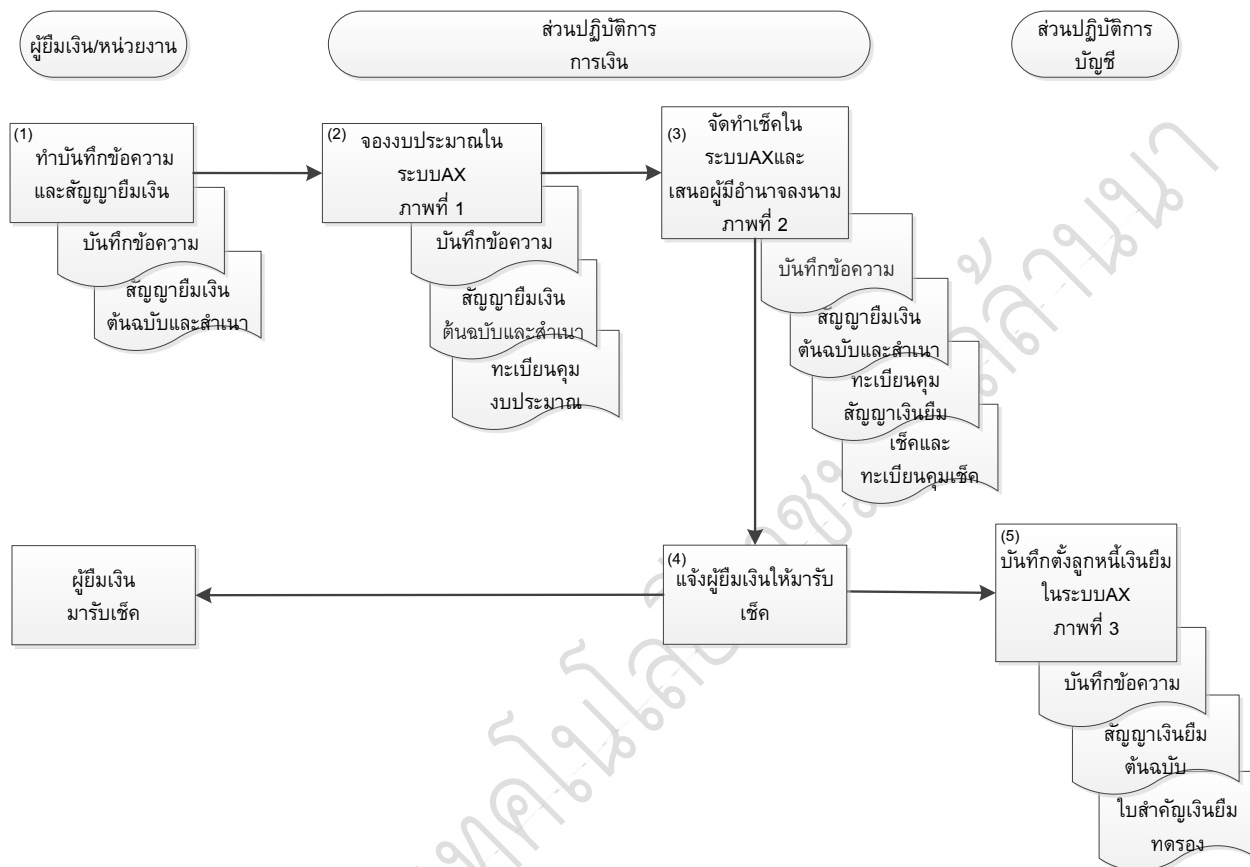 ผู้ยืมเงิน/หน่วยงาน
ส่วนปฏิบัติการ
การเงิน
ส่วนปฏิบัติการ
บัญชี
(1)
ทำบันทึกข้อความ
และสัญญายืมเงิน
บันทึกข้อความ
สัญญายืมเงิน
ต้นฉบับและสำเนา
(2)
จองงบประมาณใน
ระบบAX
ภาพที่ 1
บันทึกข้อความ
สัญญายืมเงิน
ต้นฉบับและสำเนา
ทะเบียนคุม
งบประมาณ
(3)
จัดทำเช็คใน
ระบบAXและ
เสนอผู้มีอำนาจลงนาม
ภาพที่ 2
บันทึกข้อความ
สัญญายืมเงิน
ต้นฉบับและสำเนา
ทะเบียนคุม
สัญญาเงินยืม
เช็คและ
ทะเบียนคุมเช็ค
ผู้ยืมเงิน
มารับเช็ค
(4)
แจ้งผู้ยืมเงินให้มารับ
เช็ค
(5)
บันทึกตั้งลูกหนี้เงินยืม
ในระบบAX
ภาพที่ 3
บันทึกข้อความ
สัญญาเงินยืม
ต้นฉบับ
ใบสำคัญเงินยืม
ทดรอง